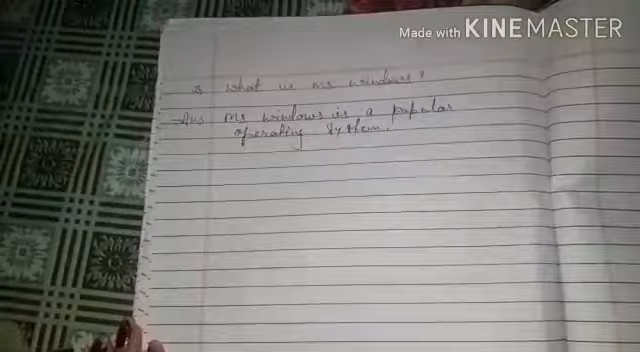 Made with KINEMASTER
Q what is MS windows?
Ans MS windows is a popular
operating System.